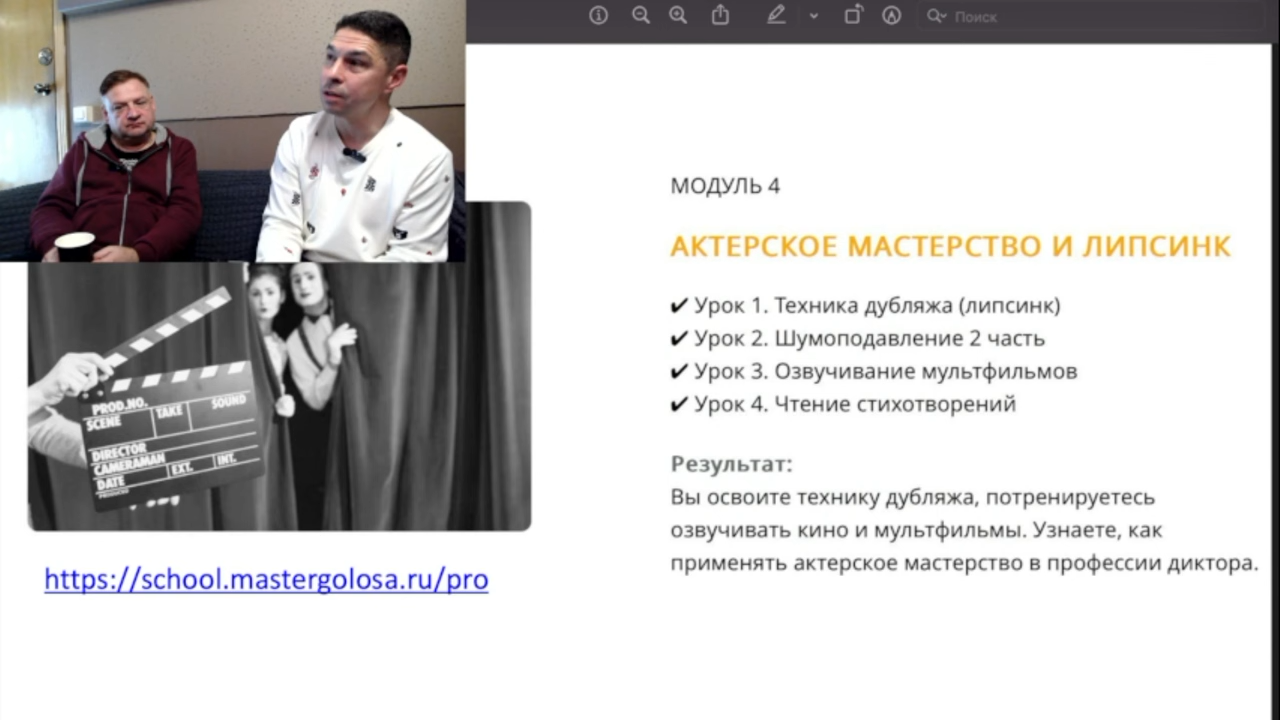 Поиск
МОДУЛЬ 4
АКТЕРСКОЕ МАСТЕРСТВО И ЛИПСИНК
✔ Урок 1. Техника дубляжа (липсинк)
✔ Урок 2. Шумоподавление 2 часть
✔ Урок 3. Озвучивание мультфильмов
✔ Урок 4. Чтение стихотворений
Результат:
Вы освоите технику дубляжа, потренируетесь
озвучивать кино и мультфильмы. Узнаете, как
применять актерское мастерство в профессии диктора.
PROD.NO.
SCENE TAKE SOUND
DIRECTOR
CAMERAMAN
DATE EXT. INT.
https://school.mastergolosa.ru/pro